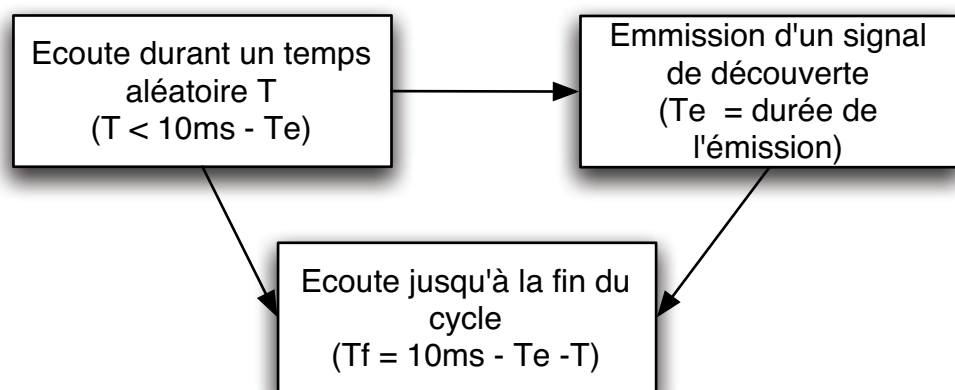 Ecoute durant un temps
aléatoire T
(T < 10ms - Te)
Emmission d'un signal
de découverte
(Te = durée de
l'émission)
Ecoute jusqu'à la fin du
cycle
(Tf = 10ms - Te -T)